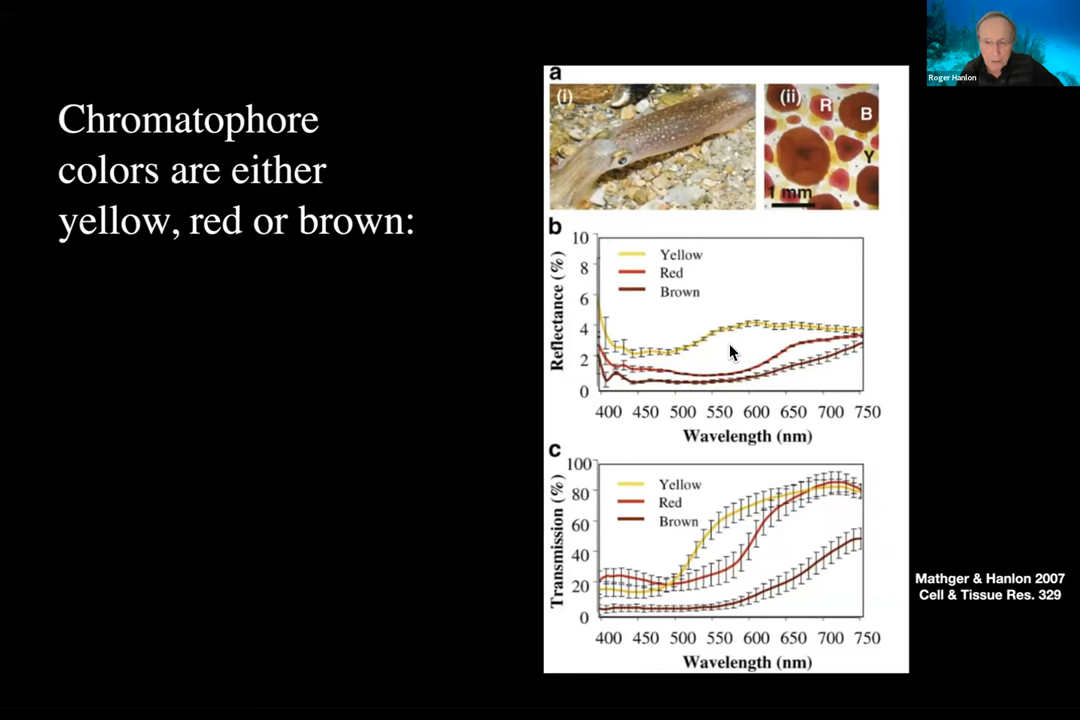 Roger Hanlon
Chromatophore
colors are either
yellow, red or brown:
a
(i)
(ii)
R
B
Y
1 mm
b
10
8
6
4
2
0
Reflectance (%)
Yellow
Red
Brown
400 450 500 550 600 650 700 750
Wavelength (nm)
c
100
80
60
40
20
0
Transmission (%)
Yellow
Red
Brown
400 450 500 550 600 650 700 750
Wavelength (nm)
Mathger & Hanlon 2007
Cell & Tissue Res. 329